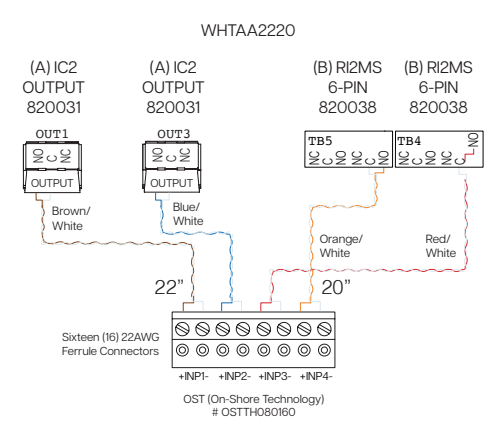 WHTAA2220
(A) IC2
OUTPUT
820031
(A) IC2
OUTPUT
820031
(B) RI2MS
6-PIN
820038
(B) RI2MS
6-PIN
820038
OUT1
NO C NC
OUTPUT
OUT3
NO C NC
OUTPUT
TB5
NC C NO NC C NO
TB4
NC C NO NC C NO
Brown/
White
Blue/
White
Orange/
White
Red/
White
22”
20”
Sixteen (16) 22AWG
Ferrule Connectors
+INP1- +INP2- +INP3- +INP4-
OST (On-Shore Technology)
# OSTTH080160